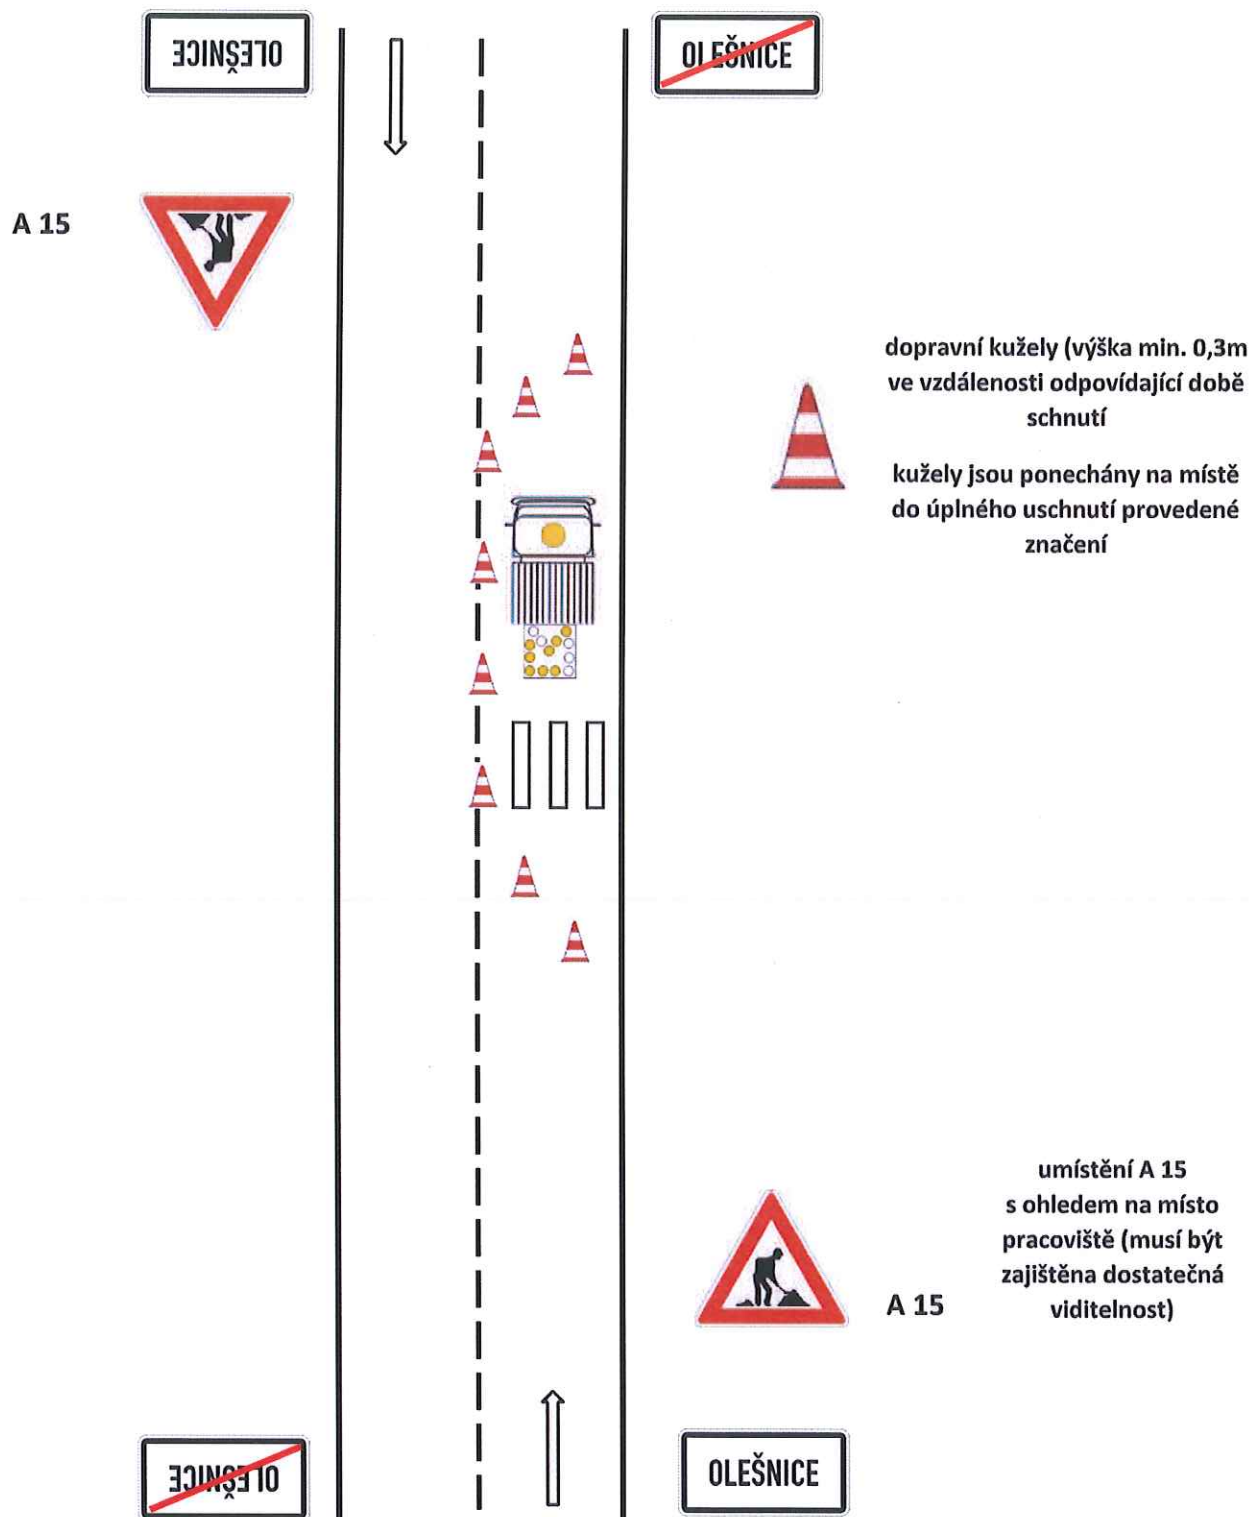 OLEŠNICE
OLEŠNICE
A 15
dopravní kužely (výška min. 0,3m
ve vzdálenosti odpovídající době
schnutí
kužely jsou ponechány na místě
do úplného uschnutí provedené
značení
umístění A 15
s ohledem na místo
pracoviště (musí být
zajištěna dostatečná
viditelnost)
A 15
OLEŠNICE
OLEŠNICE